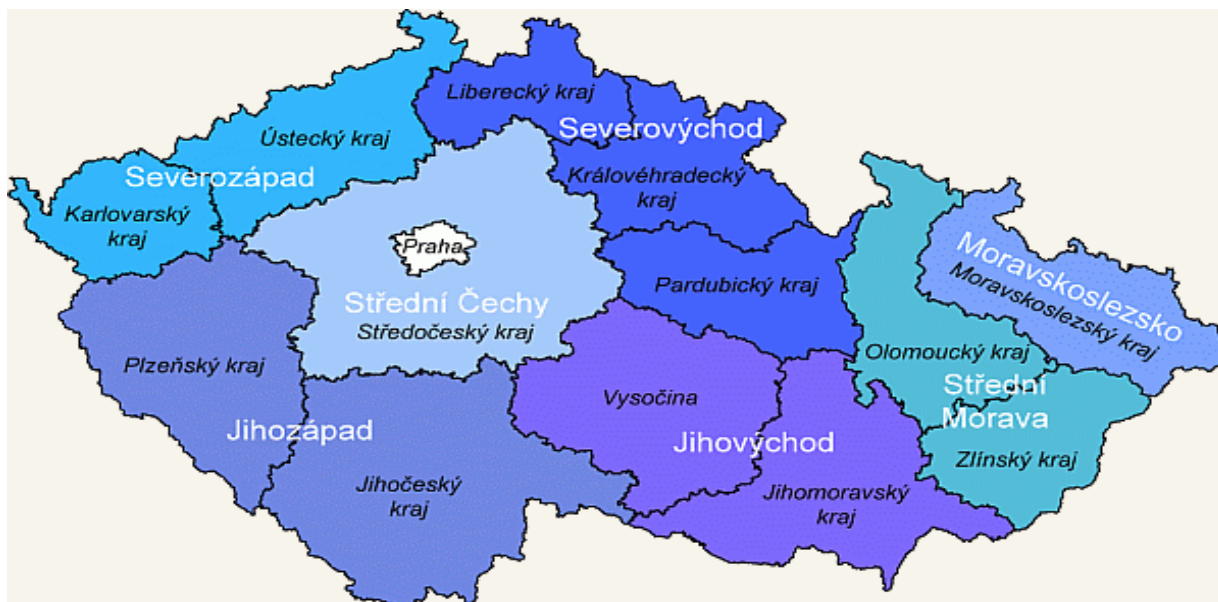 Liberecký kraj
Severovýchod
Ústecký kraj
Severozápad
Královéhradecký
kraj
Karlovarský
kraj
Praha
Moravskoslezsko
Moravskoslezský kraj
Pardubický kraj
Střední Čechy
Středočeský kraj
Olomoucký kraj
Plzeňský kraj
Střední
Morava
Vysočina
Jihozápad
Jihovýchod
Zlínský kraj
Jihočeský
kraj
Jihomoravský
kraj